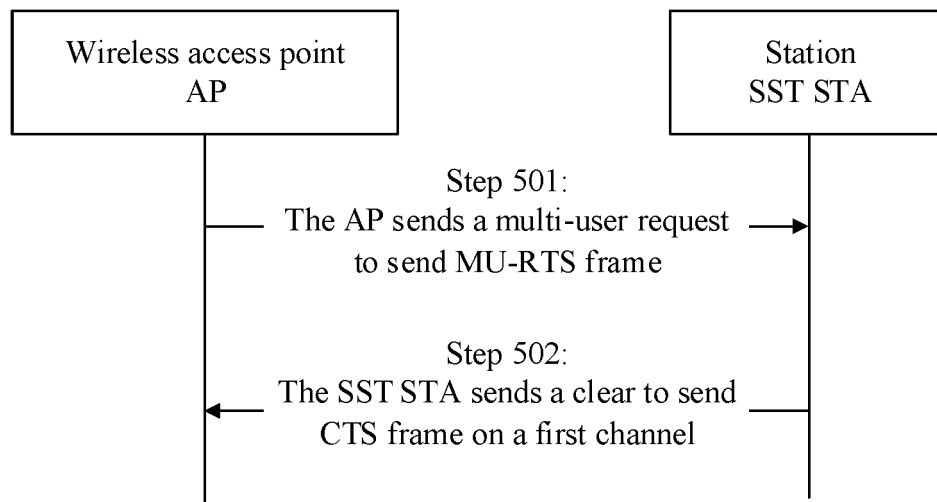 Wireless access point
AP
Station
SST STA
Step 501:
The AP sends a multi-user request
to send MU-RTS frame
Step 502:
The SST STA sends a clear to send
CTS frame on a first channel